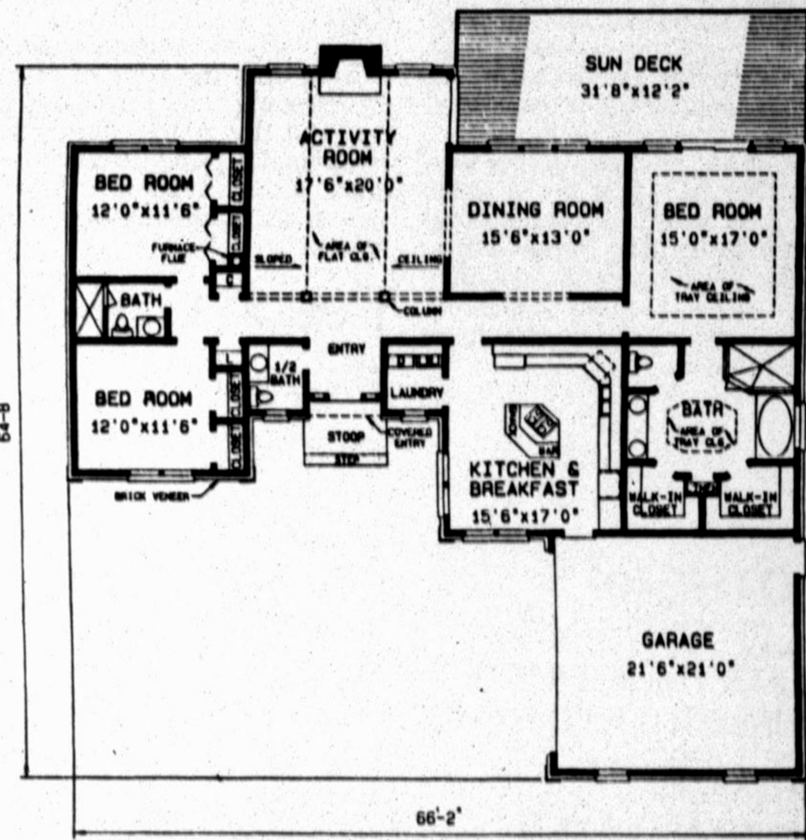 SUN DECK
31'8"x12'2"
ACTIVITY
ROOM
17'6"x20'0"
BED ROOM
12'0"x11'6"
CLOSET
CLOSET
FURNACE
FLUE
SLOPED
AREA OF
FLAT CLG.
CEILING
DINING ROOM
15'6"x13'0"
BED ROOM
15'0"x17'0"
AREA OF
TRAY CEILING
BATH
C
COLUMN
ENTRY
L
1/2
BATH
LAUNDRY
BED ROOM
12'0"x11'6"
CLOSET
CLOSET
STOOP
STEP
COVERED
ENTRY
BRICK VENEER
BAR
KITCHEN &
BREAKFAST
15'6"x17'0"
BATH
AREA OF
TRAY CLG.
WALK-IN
CLOSET
WALK-IN
CLOSET
GARAGE
21'6"x21'0"
66'-2"